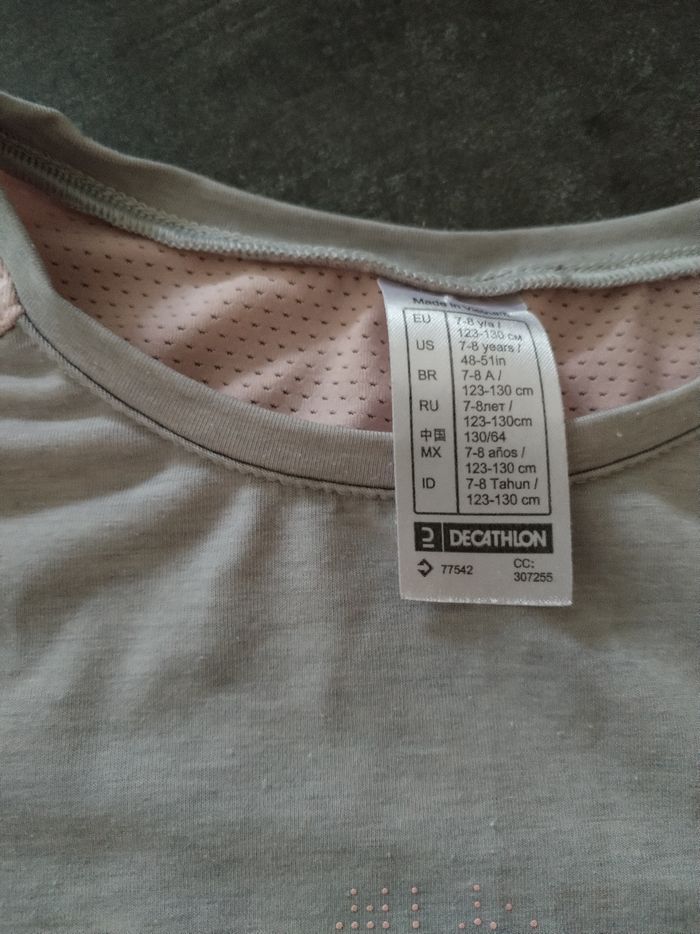 Made in Vietnam
EU 7-8 y/a /
123-130 см
US 7-8 years /
48-51in
BR 7-8 A /
123-130 cm
RU 7-8лет /
123-130cm
中国 130/64
MX 7-8 años /
123-130 cm
ID 7-8 Tahun /
123-130 cm
DECATHLON
77542 CC:
307255